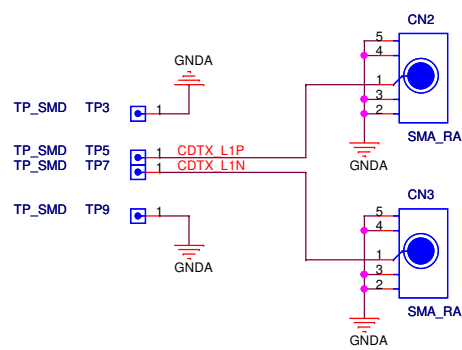 CN2
5
4
1
3
2
SMA_RA
GNDA
GNDA
TP_SMD TP3 1
TP_SMD TP5 1 CDTX_L1P
TP_SMD TP7 1 CDTX_L1N
TP_SMD TP9 1
GNDA
CN3
5
4
1
3
2
SMA_RA
GNDA